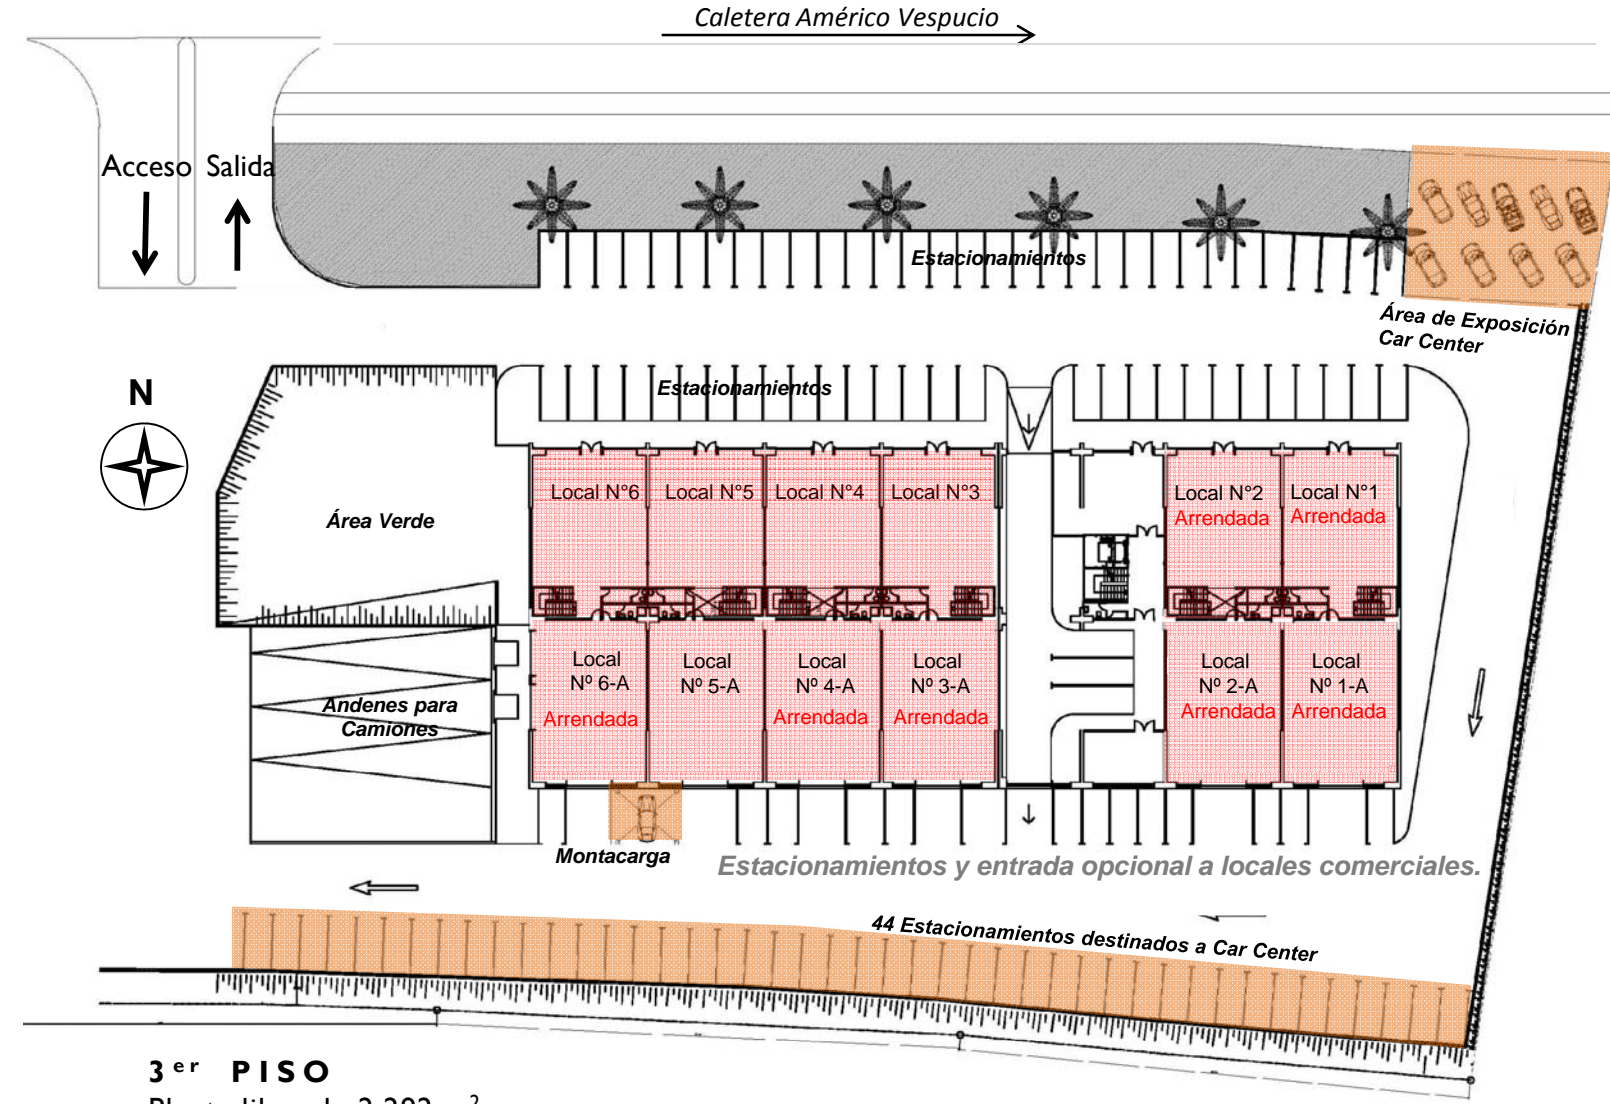 Caletera Américo Vespucio
Acceso Salida
Estacionamientos
Área de Exposición
Car Center
Estacionamientos
N
Área Verde
Local N°6 Local N°5 Local N°4 Local N°3
Local N°2 Local N°1
Arrendada Arrendada
Local
Nº 6-A
Arrendada
Local
Nº 5-A
Local
Nº 4-A
Arrendada
Local
Nº 3-A
Arrendada
Local
Nº 2-A
Arrendada
Local
Nº 1-A
Arrendada
Andenes para
Camiones
Montacarga
Estacionamientos y entrada opcional a locales comerciales.
44 Estacionamientos destinados a Car Center
3er PISO